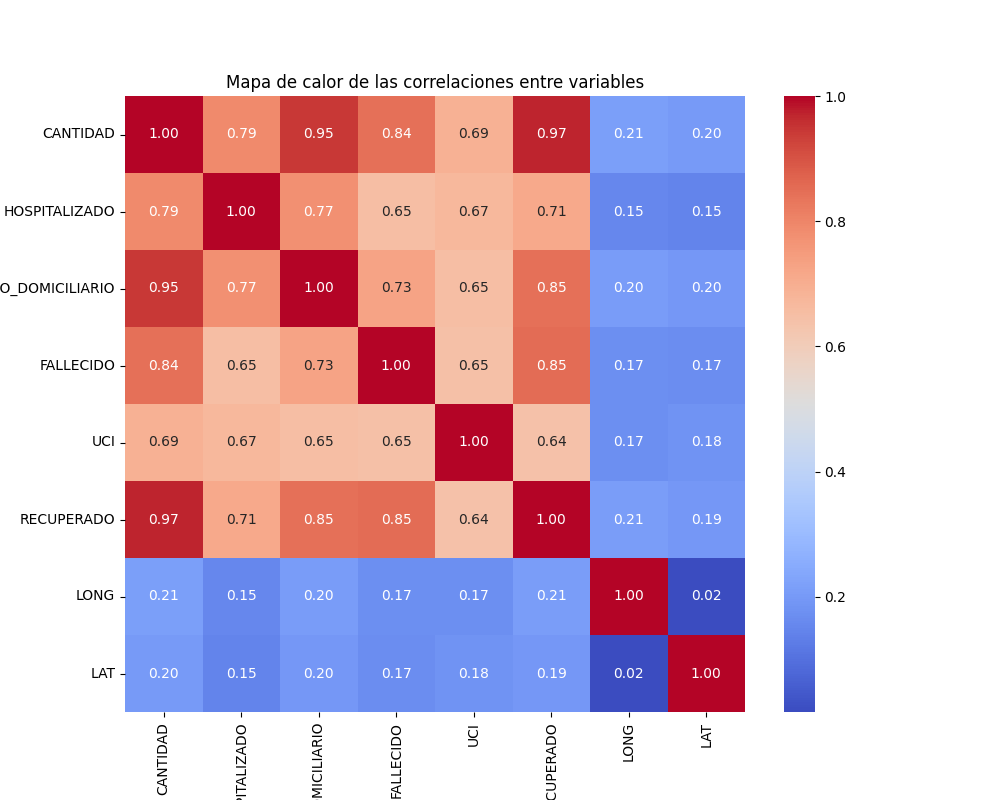 Mapa de calor de las correlaciones entre variables
CANTIDAD 1.00 0.79 0.95 0.84 0.69 0.97 0.21 0.20
HOSPITALIZADO 0.79 1.00 0.77 0.65 0.67 0.71 0.15 0.15
O_DOMICILIARIO 0.95 0.77 1.00 0.73 0.65 0.85 0.20 0.20
FALLECIDO 0.84 0.65 0.73 1.00 0.65 0.85 0.17 0.17
UCI 0.69 0.67 0.65 0.65 1.00 0.64 0.17 0.18
RECUPERADO 0.97 0.71 0.85 0.85 0.64 1.00 0.21 0.19
LONG 0.21 0.15 0.20 0.17 0.17 0.21 1.00 0.02
LAT 0.20 0.15 0.20 0.17 0.18 0.19 0.02 1.00
CANTIDAD
PITALIZADO
OMICILIARIO
FALLECIDO
UCI
CUPERADO
LONG
LAT
1.0
0.8
0.6
0.4
0.2